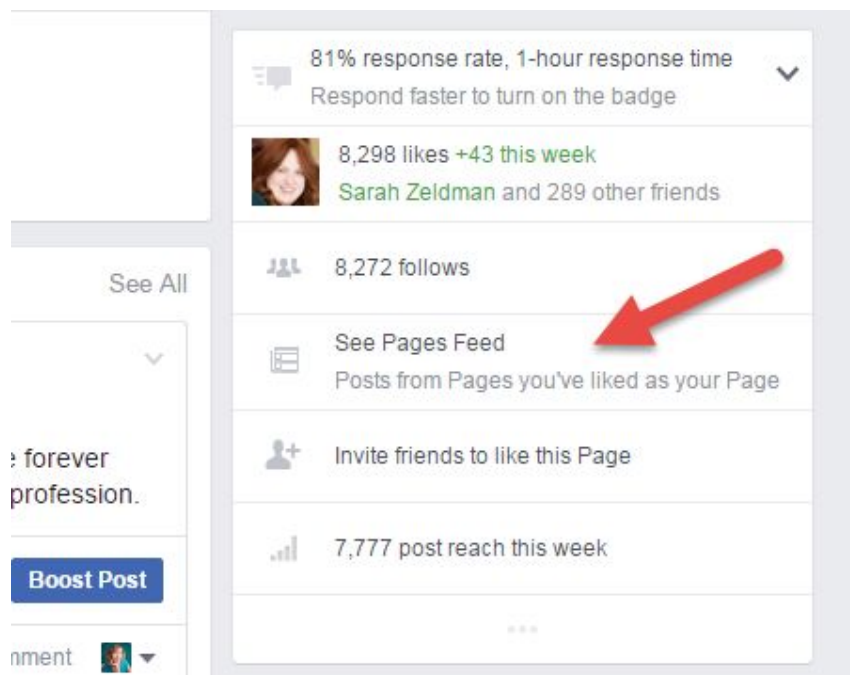 81% response rate, 1-hour response time
Respond faster to turn on the badge
8,298 likes +43 this week
Sarah Zeldman and 289 other friends
8,272 follows
See Pages Feed
Posts from Pages you've liked as your Page
Invite friends to like this Page
7,777 post reach this week
See All
forever
profession.
Boost Post